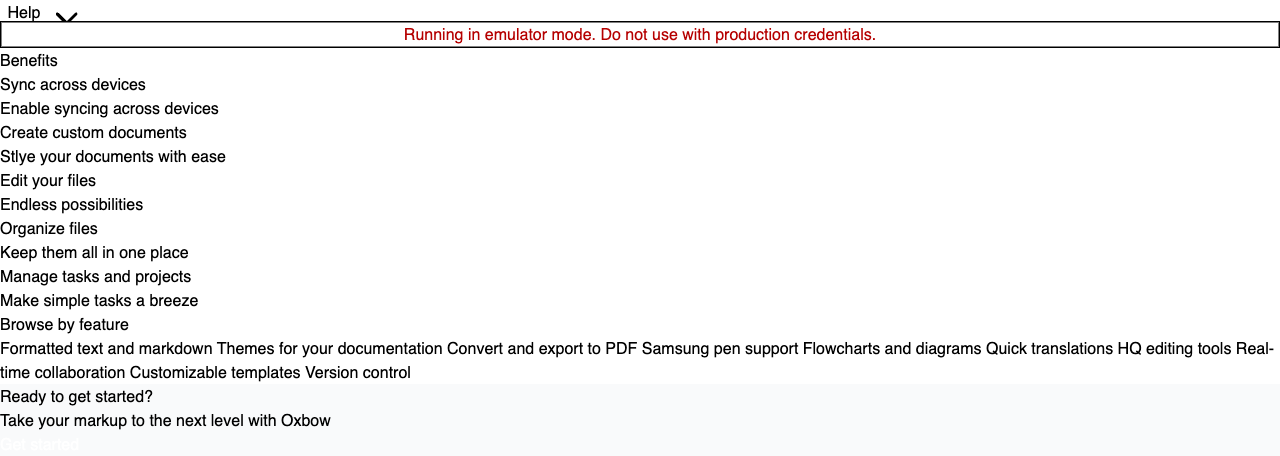 Help
Running in emulator mode. Do not use with production credentials.
Benefits
Sync across devices
Enable syncing across devices
Create custom documents
Stlye your documents with ease
Edit your files
Endless possibilities
Organize files
Keep them all in one place
Manage tasks and projects
Make simple tasks a breeze
Browse by feature
Formatted text and markdown Themes for your documentation Convert and export to PDF Samsung pen support Flowcharts and diagrams Quick translations HQ editing tools Real-
time collaboration Customizable templates Version control
Ready to get started?
Take your markup to the next level with Oxbow
Get started